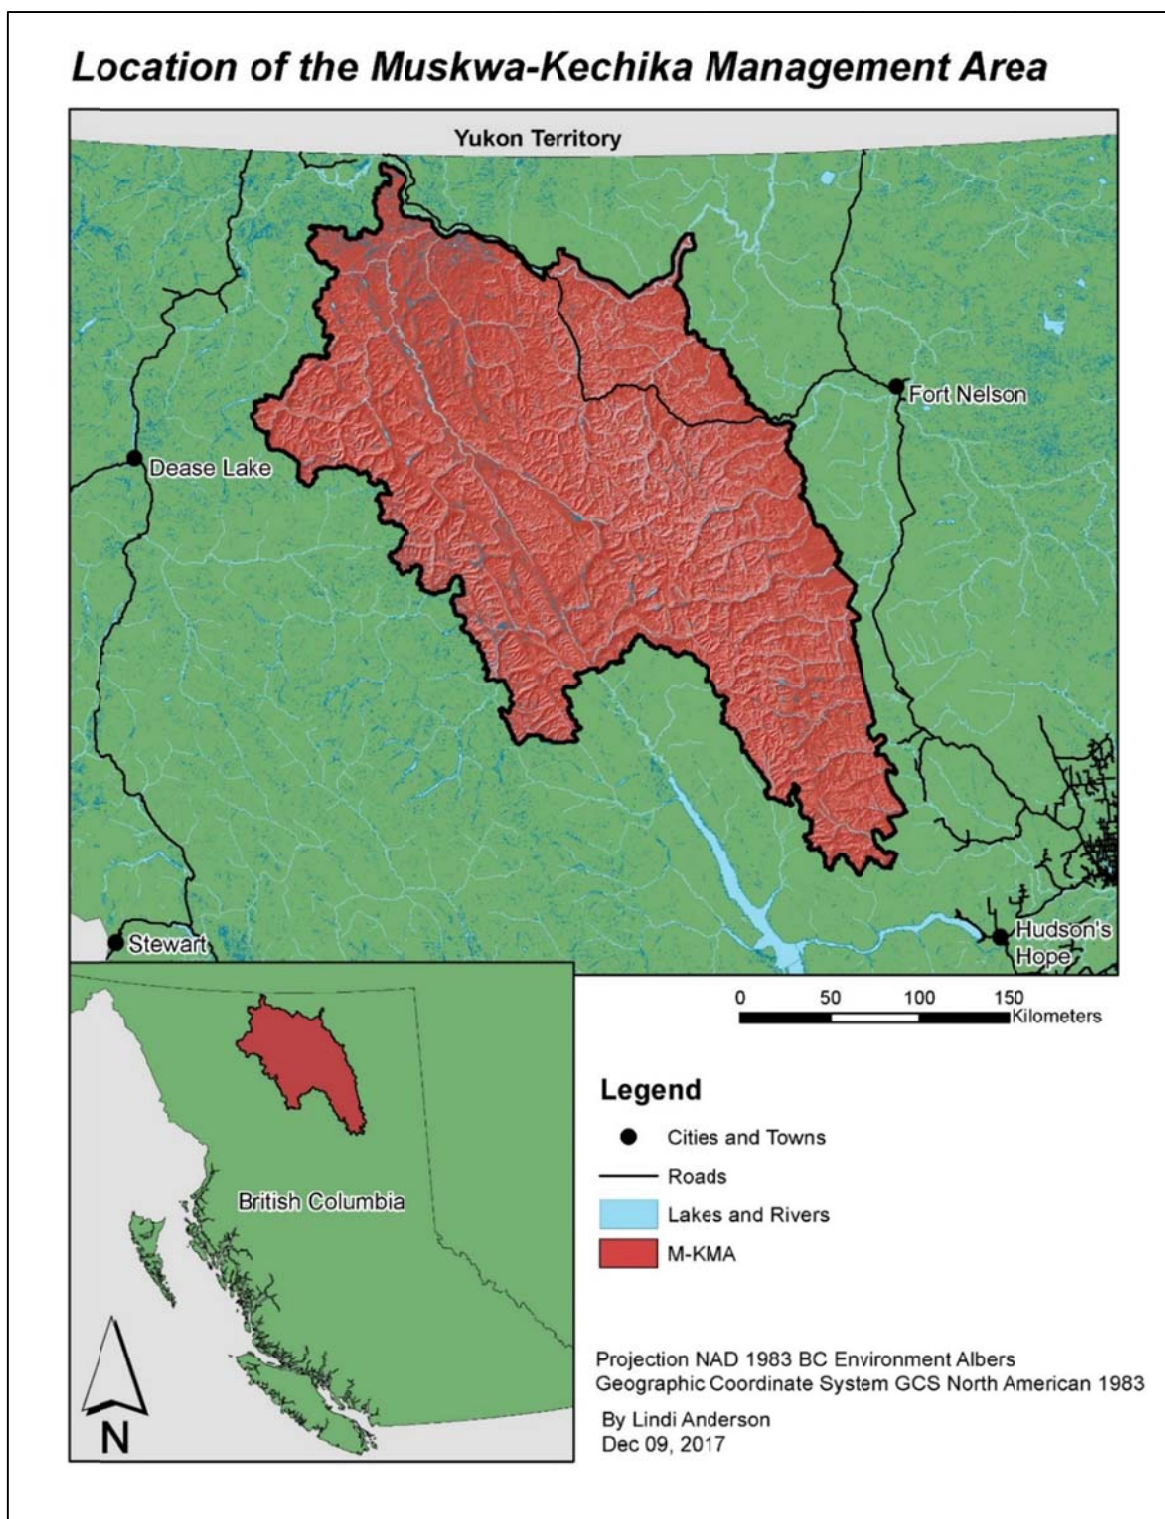 Location of the Muskwa-Kechika Management Area
Yukon Territory
Fort Nelson
Dease Lake
Stewart
Hudson's
Hope
0 50 100 150
Kilometers
British Columbia
N
Legend
Cities and Towns
Roads
Lakes and Rivers
M-KMA
Projection NAD 1983 BC Environment Albers
Geographic Coordinate System GCS North American 1983
By Lindi Anderson
Dec 09, 2017